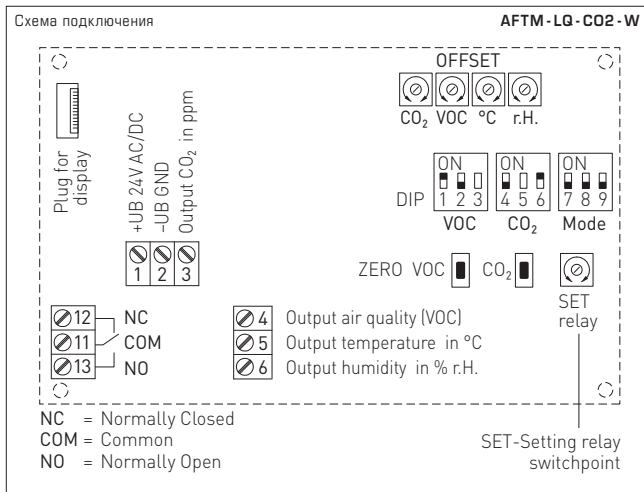 Схема подключения
AFTM-LQ-CO2-W
OFFSET
CO₂ VOC °C r.H.
Plug for
display
+UB 24V AC/DC
-UB GND
Output CO₂ in ppm
1 2 3
ON ON ON
DIP 1 2 3 4 5 6 7 8 9
VOC CO₂ Mode
ZERO VOC CO₂
SET
relay
12 NC
11 COM
13 NO
4 Output air quality (VOC)
5 Output temperature in °C
6 Output humidity in % r.H.
NC = Normally Closed
COM = Common
NO = Normally Open
SET-Setting relay
switchpoint